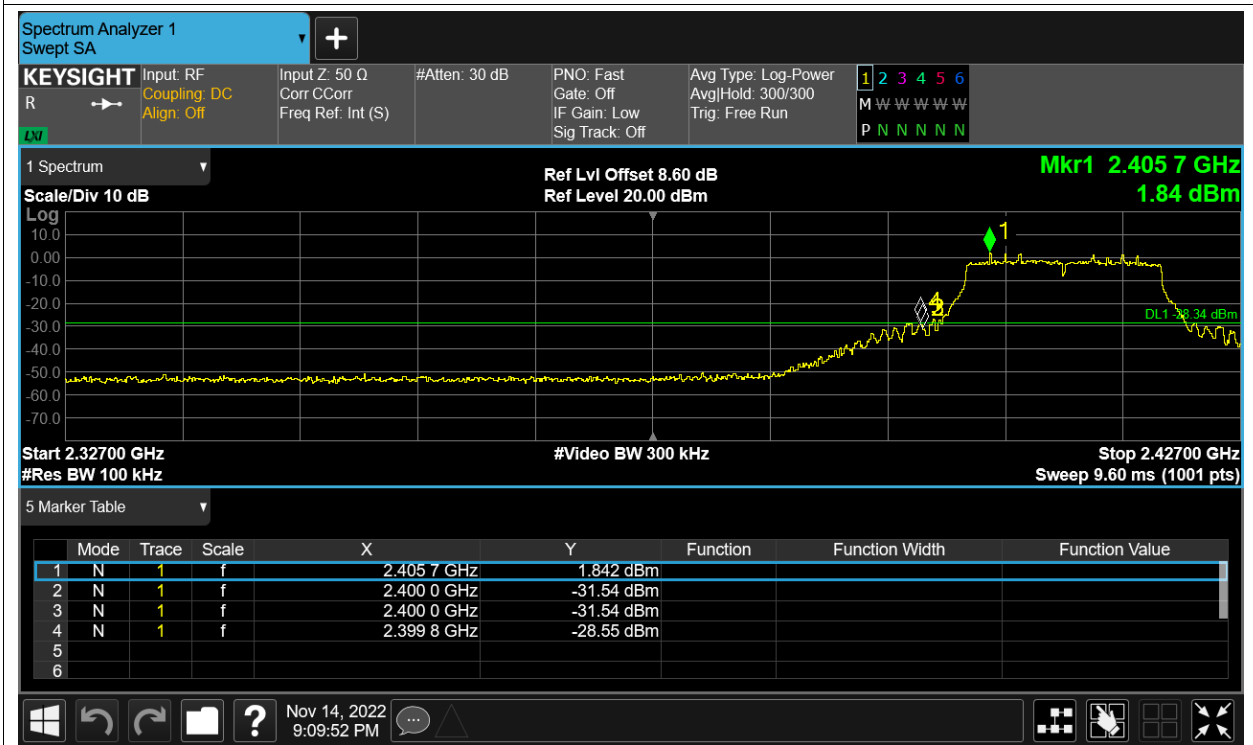 Spectrum Analyzer 1
Swept SA
+
KEYSIGHT Input: RF Input Z: 50 Ω #Atten: 30 dB PNO: Fast Avg Type: Log-Power 1 2 3 4 5 6
R Coupling: DC Corr CCorr Gate: Off Avg|Hold: 300/300 M W W W W W
Align: Off Freq Ref: Int (S) IF Gain: Low Trig: Free Run
LXI Sig Track: Off P N N N N N
1 Spectrum Ref Lvl Offset 8.60 dB Mkr1 2.405 7 GHz
Scale/Div 10 dB Ref Level 20.00 dBm 1.84 dBm
Log
10.0 1
0.00
-10.0
-20.0
-30.0 DL1 -28.34 dBm
-40.0
-50.0
-60.0
-70.0
Start 2.32700 GHz #Video BW 300 kHz Stop 2.42700 GHz
#Res BW 100 kHz Sweep 9.60 ms (1001 pts)
5 Marker Table
Mode Trace Scale X Y Function Function Width Function Value
1 N 1 f 2.405 7 GHz 1.842 dBm
2 N 1 f 2.400 0 GHz -31.54 dBm
3 N 1 f 2.400 0 GHz -31.54 dBm
4 N 1 f 2.399 8 GHz -28.55 dBm
5
6
? Nov 14, 2022
9:09:52 PM